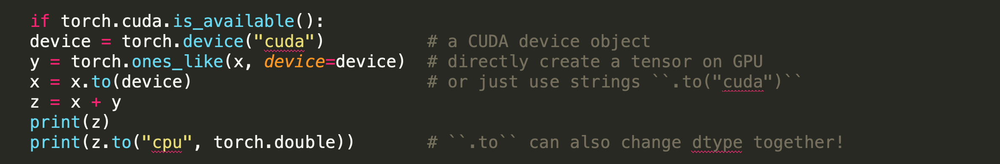 if torch.cuda.is_available():
device = torch.device("cuda")          # a CUDA device object
y = torch.ones_like(x, device=device)  # directly create a tensor on GPU
x = x.to(device)                       # or just use strings ``.to("cuda")``
z = x + y
print(z)
print(z.to("cpu", torch.double))       # ``.to`` can also change dtype together!